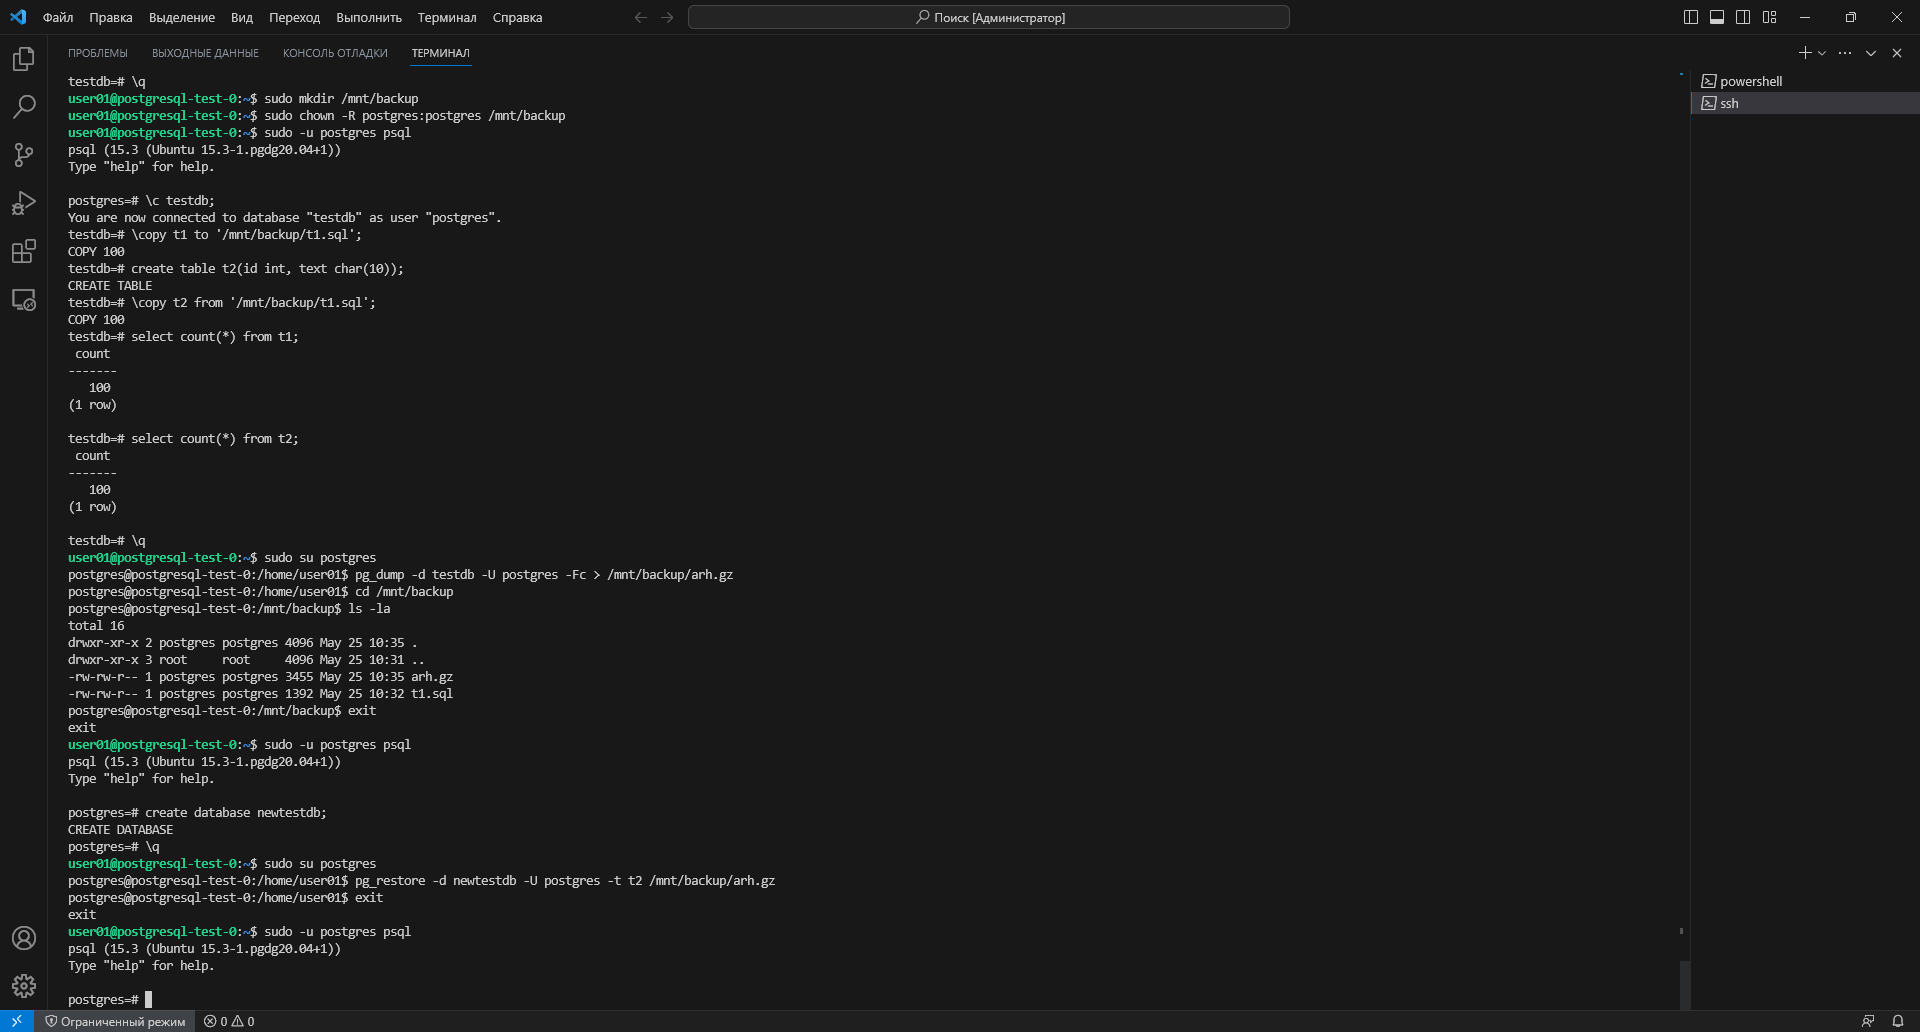 Файл Правка Выделение Вид Переход Выполнить Терминал Справка Поиск [Администратор]
ПРОБЛЕМЫ ВЫХОДНЫЕ ДАННЫЕ КОНСОЛЬ ОТЛАДКИ ТЕРМИНАЛ
powershell
ssh
testdb=# \q
user01@postgresql-test-0:~$ sudo mkdir /mnt/backup
user01@postgresql-test-0:~$ sudo chown -R postgres:postgres /mnt/backup
user01@postgresql-test-0:~$ sudo -u postgres psql
psql (15.3 (Ubuntu 15.3-1.pgdg20.04+1))
Type "help" for help.
postgres=# \c testdb;
You are now connected to database "testdb" as user "postgres".
testdb=# \copy t1 to '/mnt/backup/t1.sql';
COPY 100
testdb=# create table t2(id int, text char(10));
CREATE TABLE
testdb=# \copy t2 from '/mnt/backup/t1.sql';
COPY 100
testdb=# select count(*) from t1;
count
-------
100
(1 row)
testdb=# select count(*) from t2;
count
-------
100
(1 row)
testdb=# \q
user01@postgresql-test-0:~$ sudo su postgres
postgres@postgresql-test-0:/home/user01$ pg_dump -d testdb -U postgres -Fc > /mnt/backup/arh.gz
postgres@postgresql-test-0:/home/user01$ cd /mnt/backup
postgres@postgresql-test-0:/mnt/backup$ ls -la
total 16
drwxr-xr-x 2 postgres postgres 4096 May 25 10:35 .
drwxr-xr-x 3 root     root     4096 May 25 10:31 ..
-rw-rw-r-- 1 postgres postgres 3455 May 25 10:35 arh.gz
-rw-rw-r-- 1 postgres postgres 1392 May 25 10:32 t1.sql
postgres@postgresql-test-0:/mnt/backup$ exit
exit
user01@postgresql-test-0:~$ sudo -u postgres psql
psql (15.3 (Ubuntu 15.3-1.pgdg20.04+1))
Type "help" for help.
postgres=# create database newtestdb;
CREATE DATABASE
postgres=# \q
user01@postgresql-test-0:~$ sudo su postgres
postgres@postgresql-test-0:/home/user01$ pg_restore -d newtestdb -U postgres -t t2 /mnt/backup/arh.gz
postgres@postgresql-test-0:/home/user01$ exit
exit
user01@postgresql-test-0:~$ sudo -u postgres psql
psql (15.3 (Ubuntu 15.3-1.pgdg20.04+1))
Type "help" for help.
postgres=#
Ограниченный режим 0 0